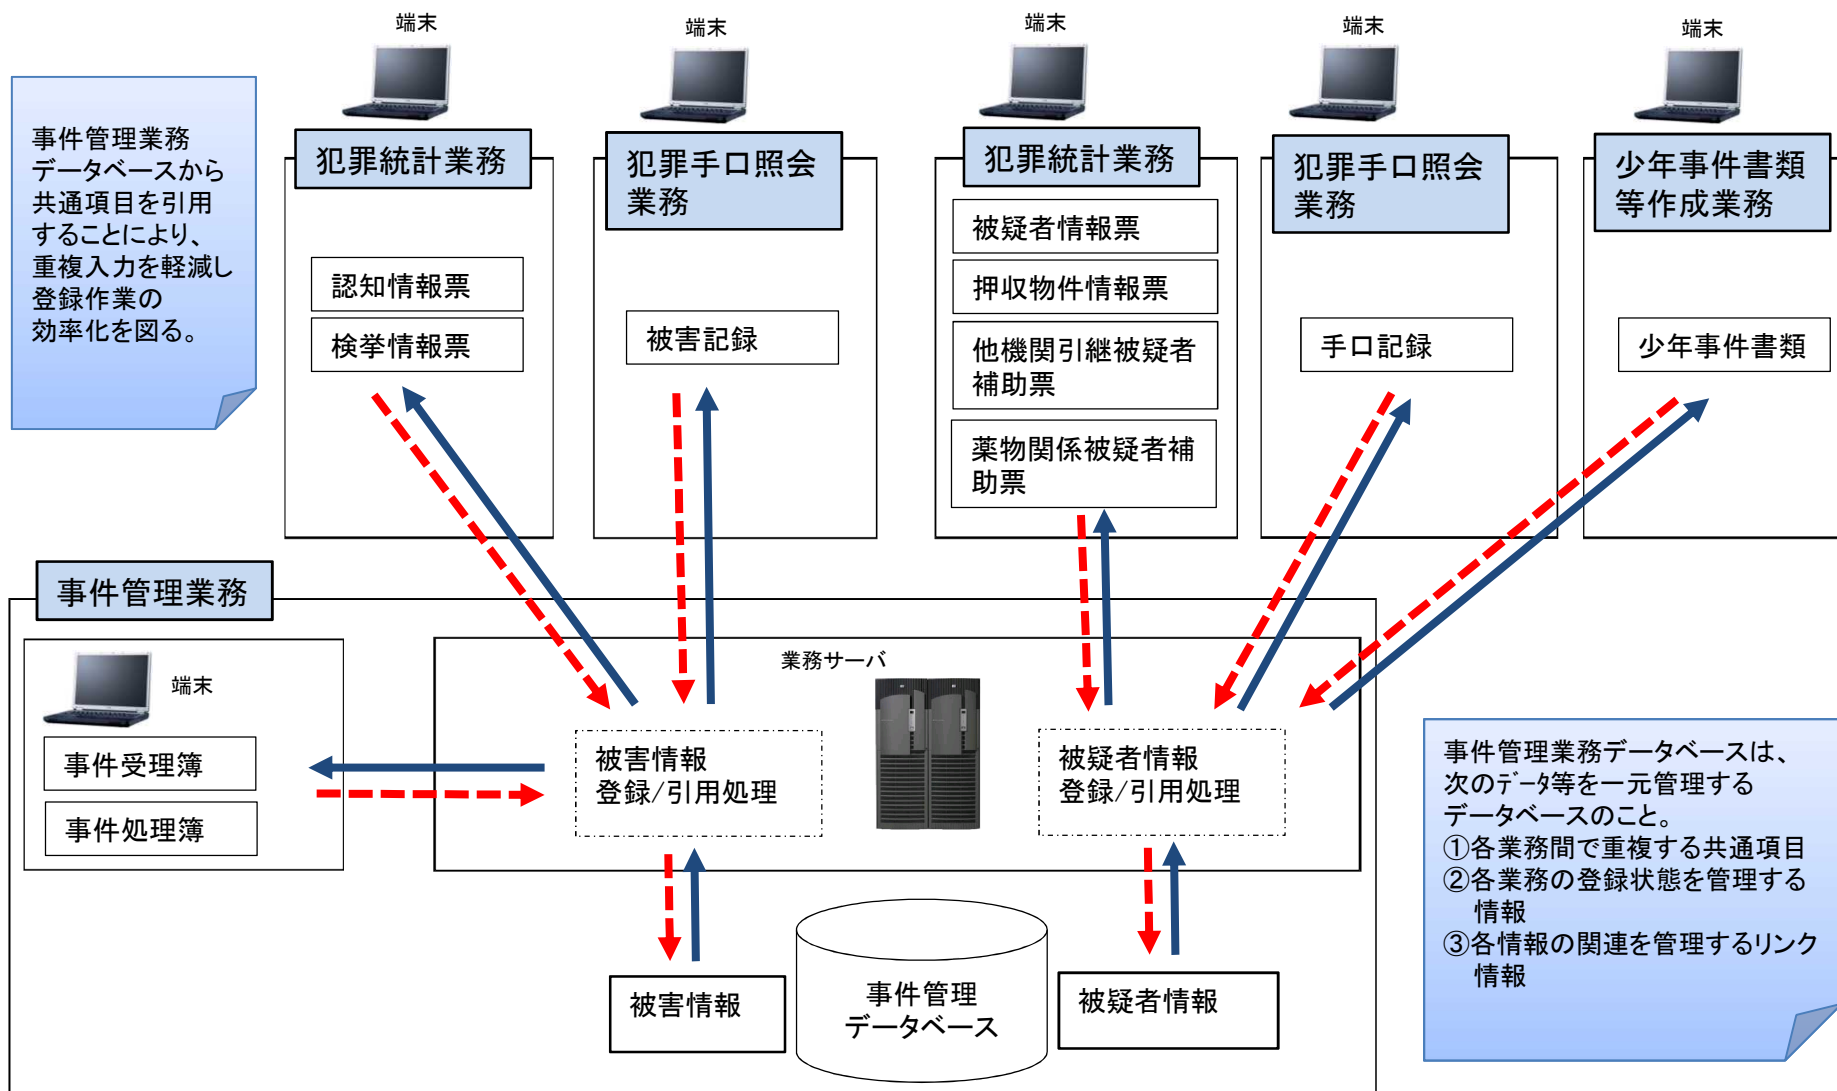 端末
端末
端末
端末
端末
事件管理業務
データベースから
共通項目を引用
することにより、
重複入力を軽減し
登録作業の
効率化を図る。
犯罪統計業務
認知情報票
検挙情報票
犯罪手口照会
業務
被害記録
犯罪統計業務
被疑者情報票
押収物件情報票
他機関引継被疑者
補助票
薬物関係被疑者補
助票
犯罪手口照会
業務
手口記録
少年事件書類
等作成業務
少年事件書類
事件管理業務
端末
事件受理簿
事件処理簿
業務サーバ
被害情報
登録/引用処理
被疑者情報
登録/引用処理
被害情報
事件管理
データベース
被疑者情報
事件管理業務データベースは、
次のﾃﾞｰﾀ等を一元管理する
データベースのこと。
①各業務間で重複する共通項目
②各業務の登録状態を管理する
情報
③各情報の関連を管理するリンク
情報